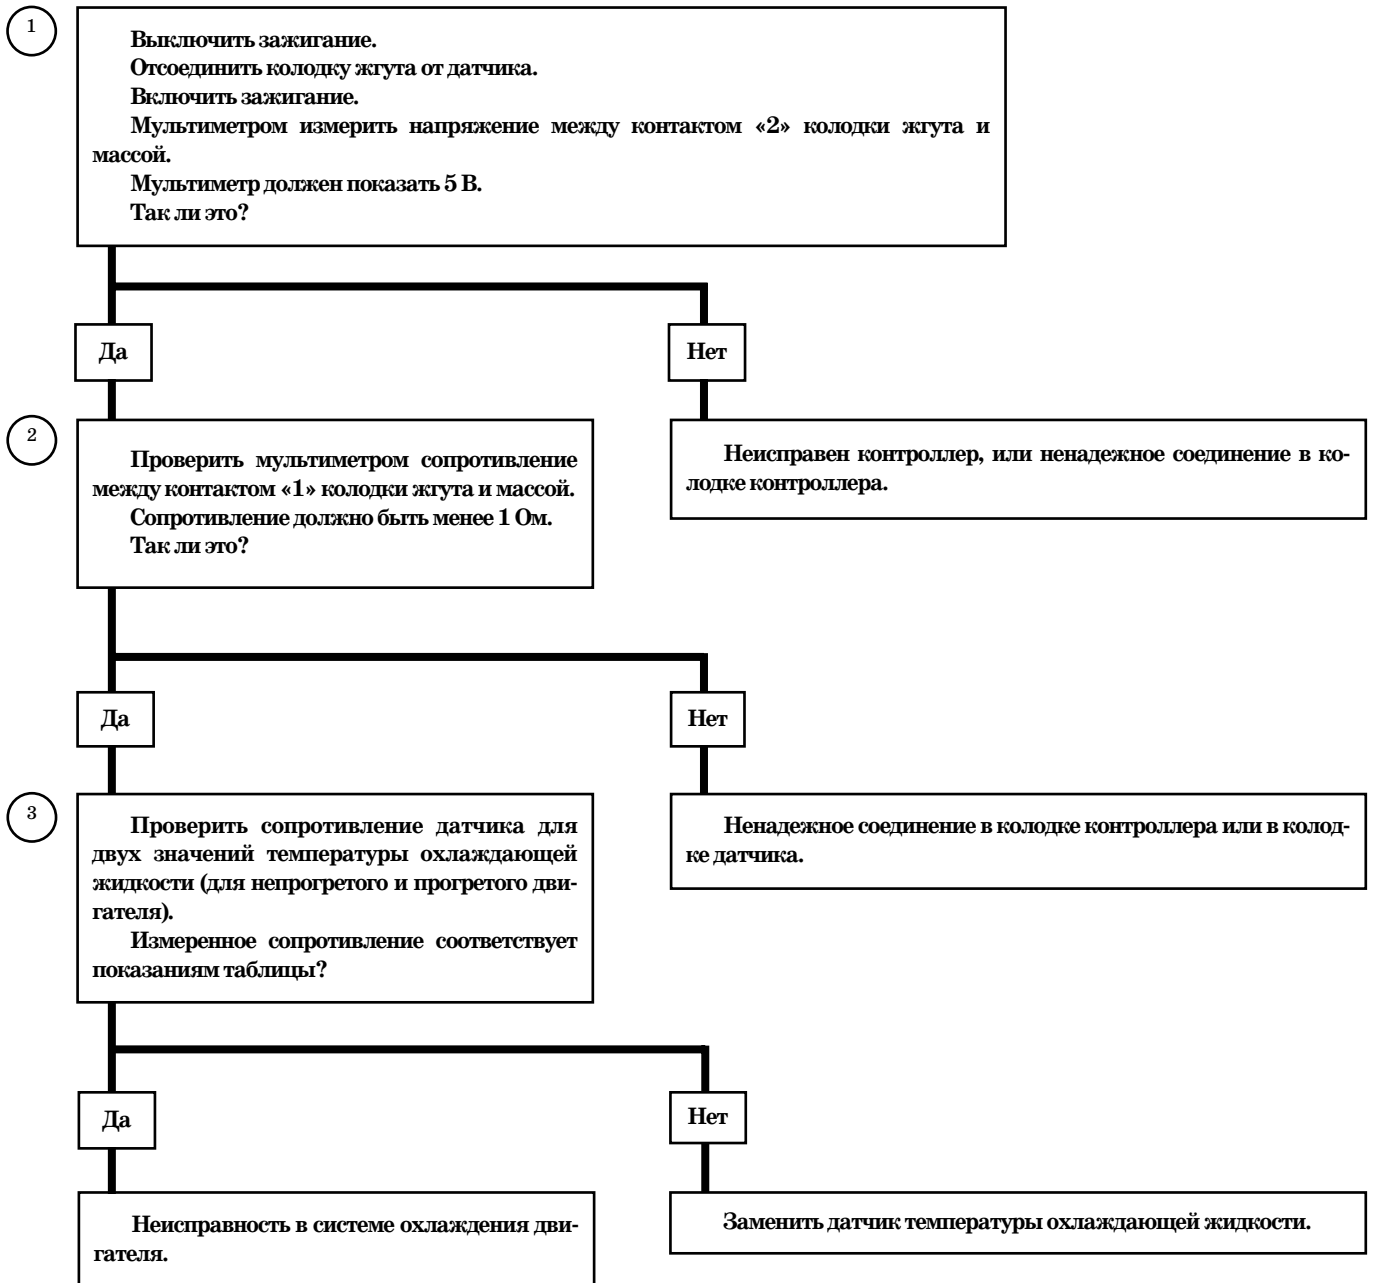 1
Выключить зажигание.
Отсоединить колодку жгута от датчика.
Включить зажигание.
Мультиметром измерить напряжение между контактом «2» колодки жгута и
массой.
Мультиметр должен показать 5 В.
Так ли это?
Да
Нет
2
Проверить мультиметром сопротивление
между контактом «1» колодки жгута и массой.
Сопротивление должно быть менее 1 Ом.
Так ли это?
Неисправен контроллер, или ненадежное соединение в ко-
лодке контроллера.
Да
Нет
3
Проверить сопротивление датчика для
двух значений температуры охлаждающей
жидкости (для непрогретого и прогретого дви-
гателя).
Измеренное сопротивление соответствует
показаниям таблицы?
Ненадежное соединение в колодке контроллера или в колод-
ке датчика.
Да
Нет
Неисправность в системе охлаждения дви-
гателя.
Заменить датчик температуры охлаждающей жидкости.